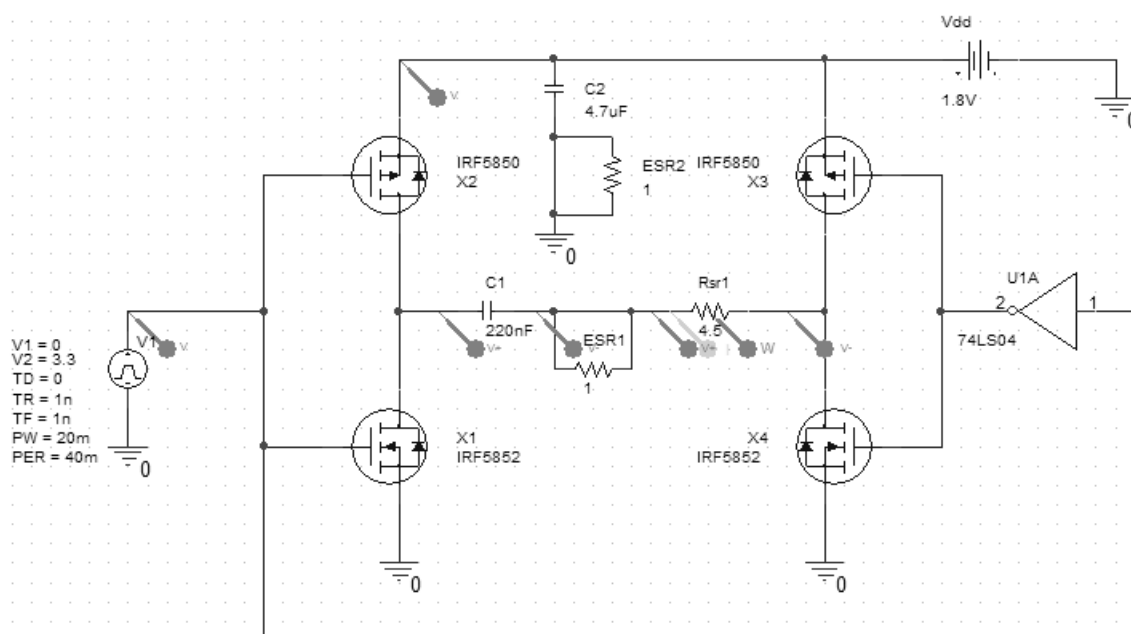 Vdd
1.8V
0
V
C2
4.7uF
IRF5850
X2
ESR2
1
IRF5850
X3
0
C1
220nF
V+
ESR1
V-
1
Rsr1
4.5
V+
W
V-
U1A
2
1
74LS04
V1
V
V1 = 0
V2 = 3.3
TD = 0
TR = 1n
TF = 1n
PW = 20m
PER = 40m
0
X1
IRF5852
X4
IRF5852
0
0